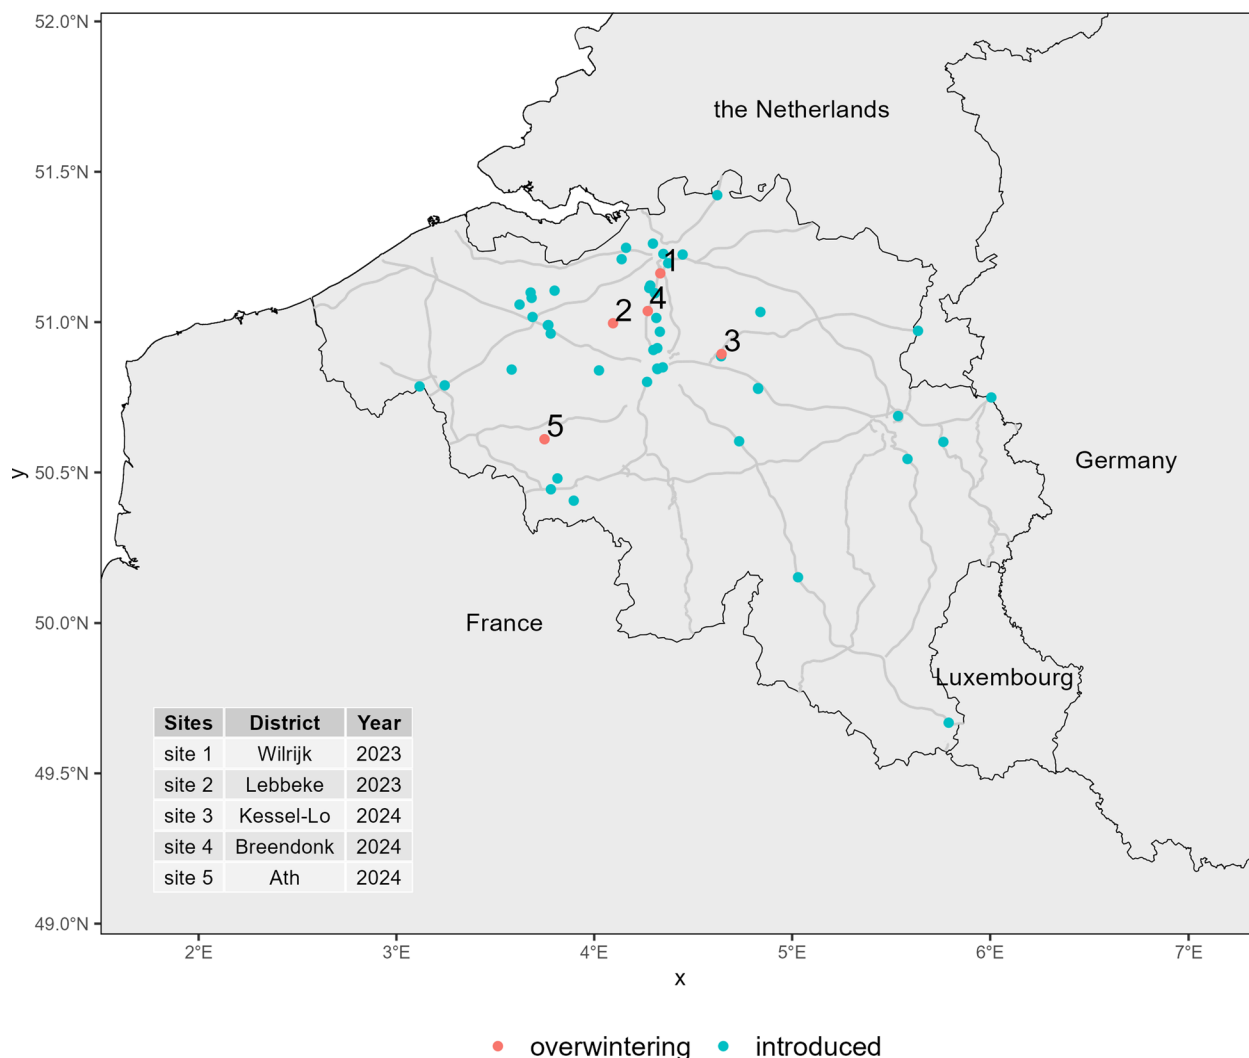 52.0°N
the Netherlands
51.5°N
1
4
2
51.0°N
3
5
Germany
50.5°N
y
France
50.0°N
Luxembourg
Sites District Year
site 1 Wilrijk 2023
site 2 Lebbeke 2023
site 3 Kessel-Lo 2024
site 4 Breendonk 2024
site 5 Ath 2024
49.5°N
49.0°N
2°E 3°E 4°E 5°E 6°E 7°E
x
overwintering introduced